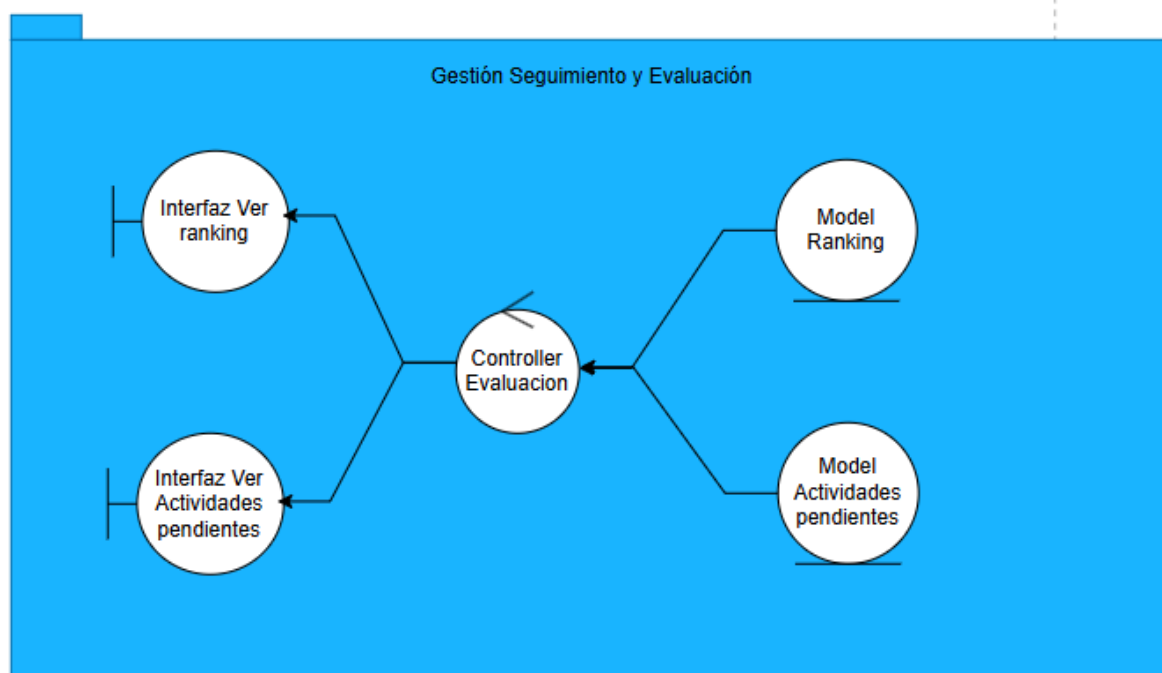 Gestión Seguimiento y Evaluación
Interfaz Ver
ranking
Model
Ranking
Controller
Evaluacion
Interfaz Ver
Actividades
pendientes
Model
Actividades
pendientes